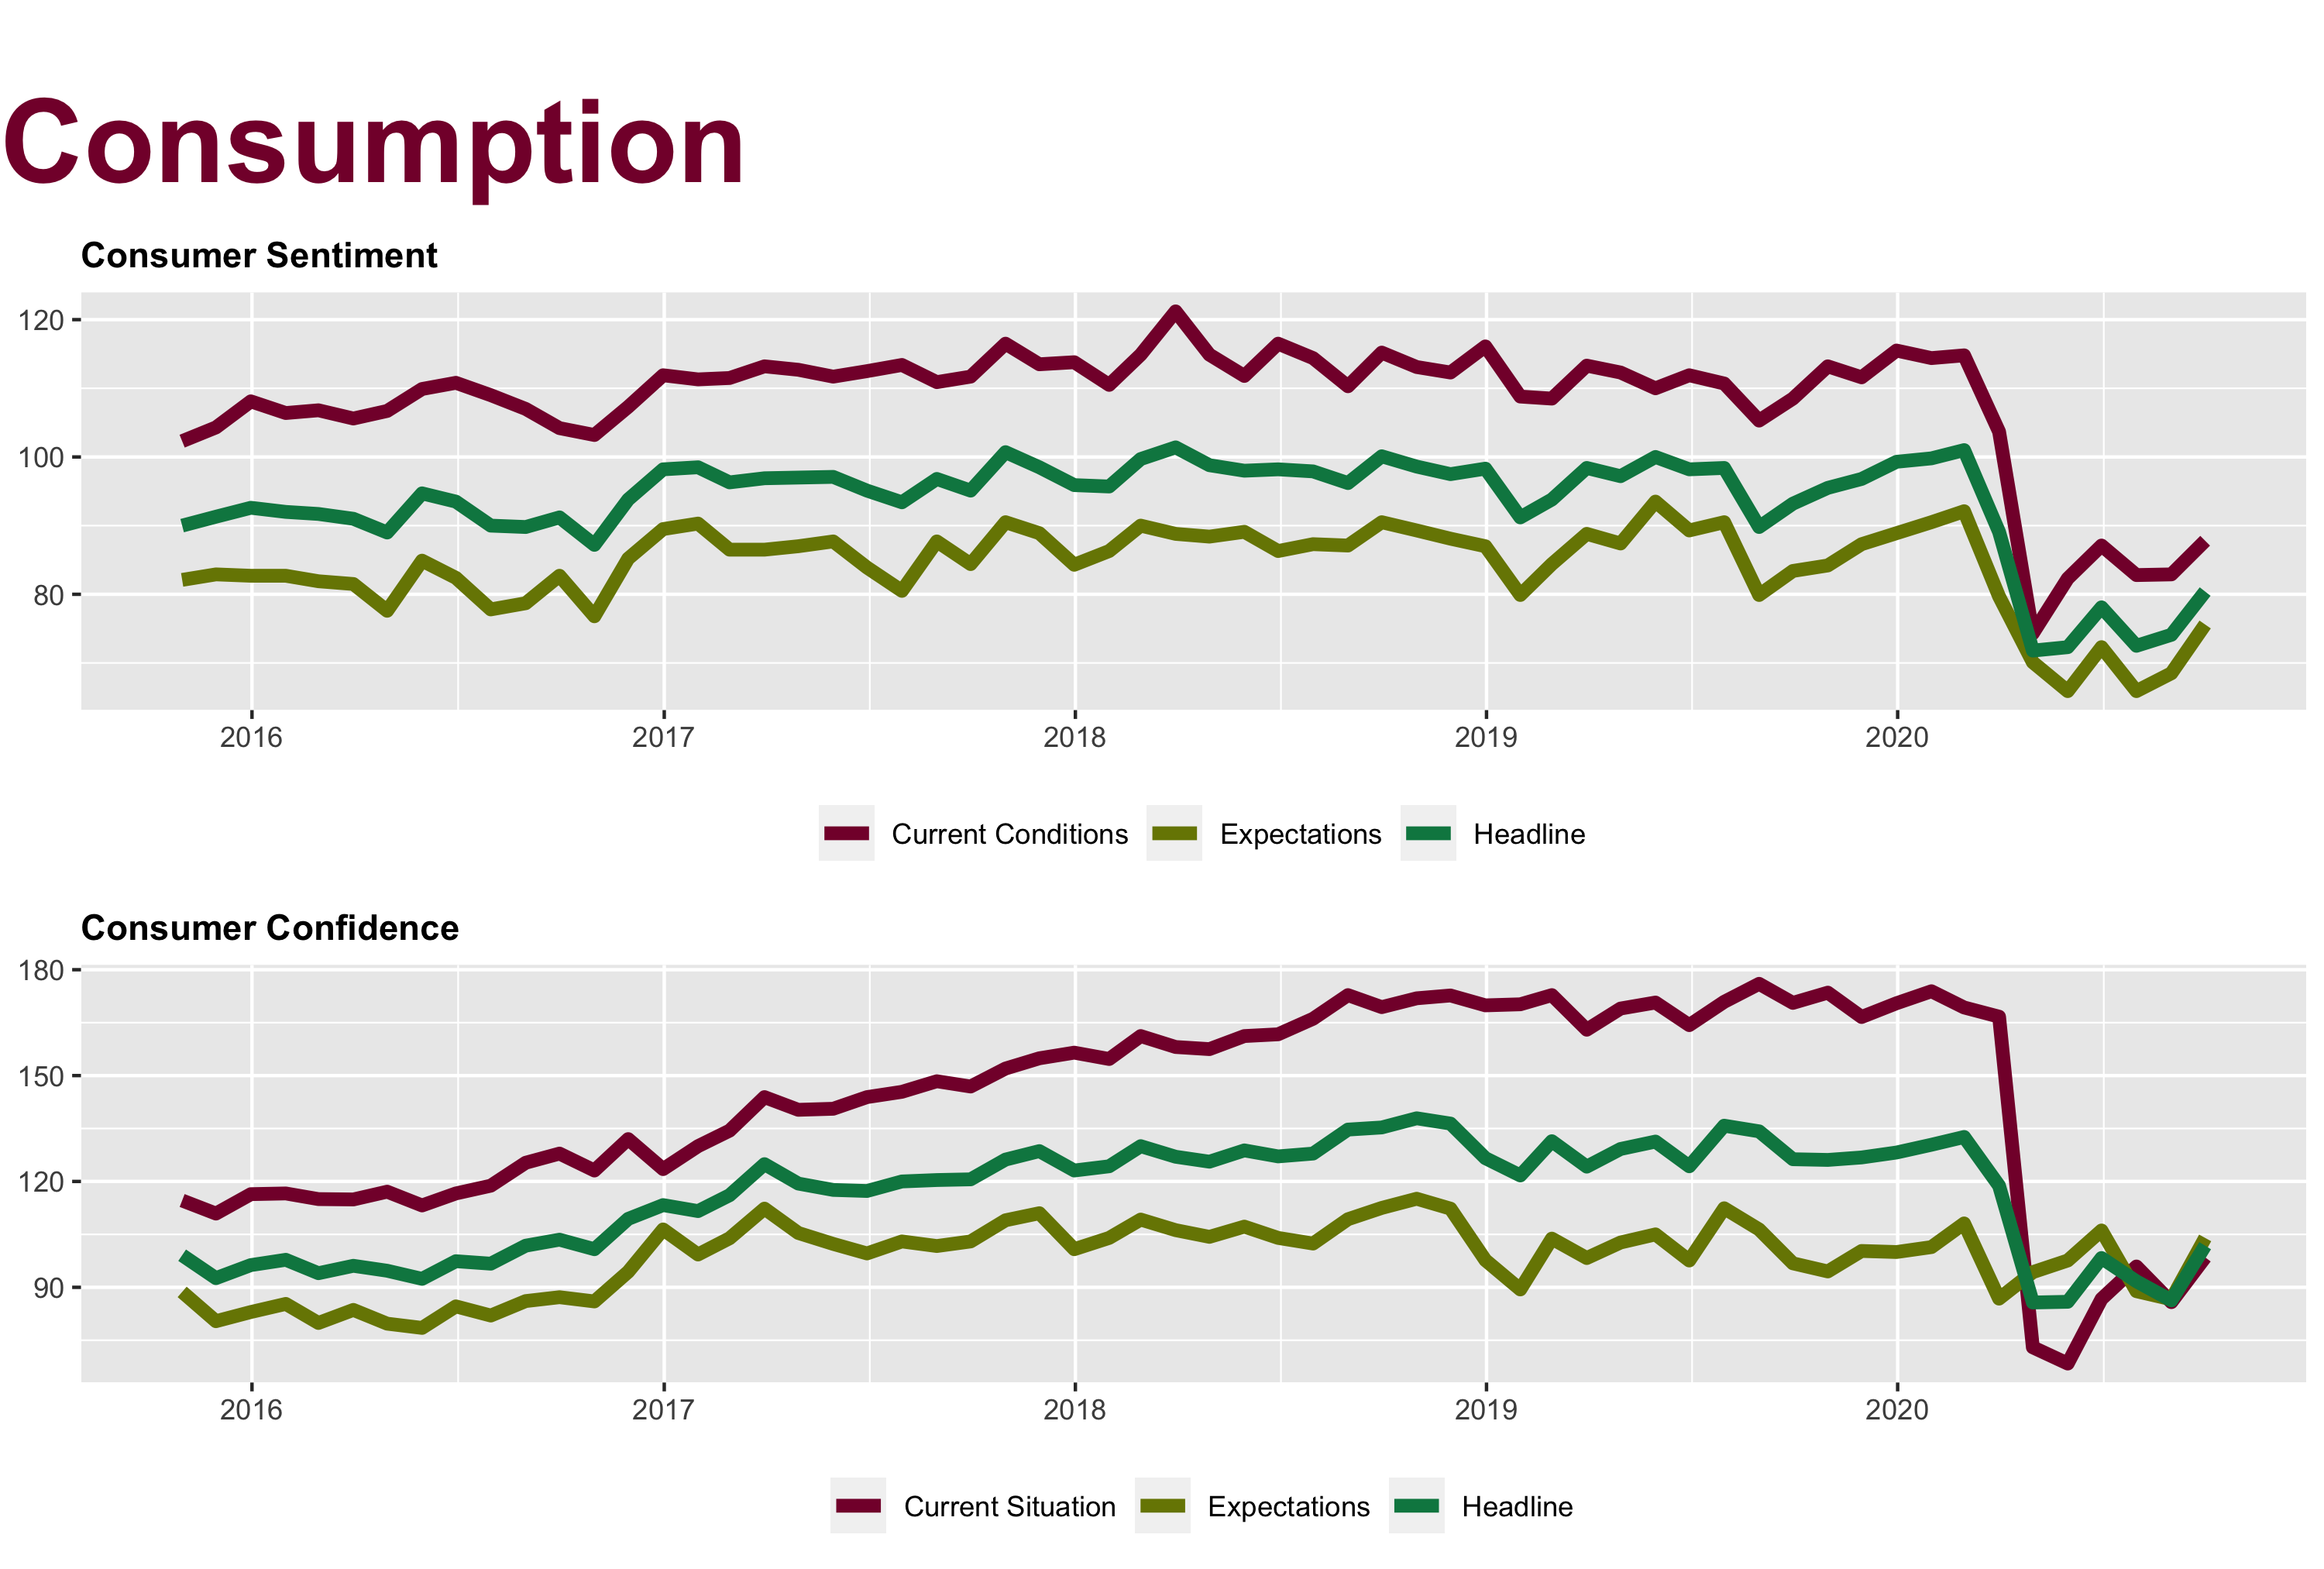 Consumption
Consumer Sentiment
120
100
80
2016 2017 2018 2019 2020
Current Conditions Expectations Headline
Consumer Confidence
180
150
120
90
2016 2017 2018 2019 2020
Current Situation Expectations Headline